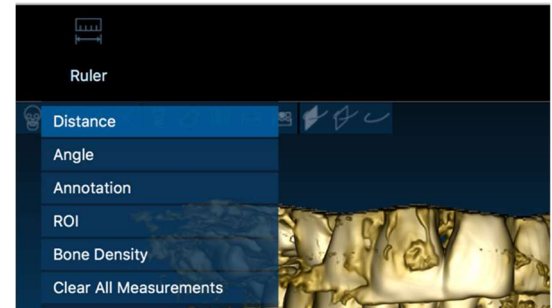 Ruler
Distance
Angle
Annotation
ROI
Bone Density
Clear All Measurements